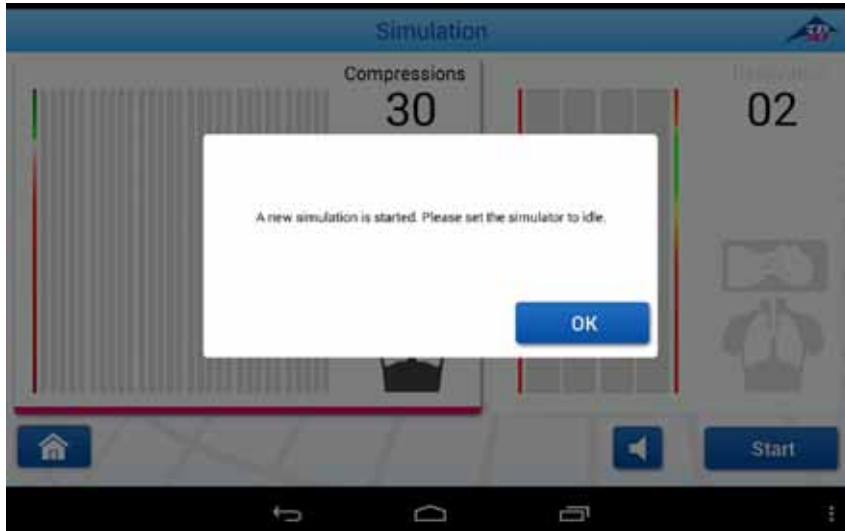 Simulation
Compressions
30
02
A new simulation is started. Please set the simulator to idle.
OK
Start